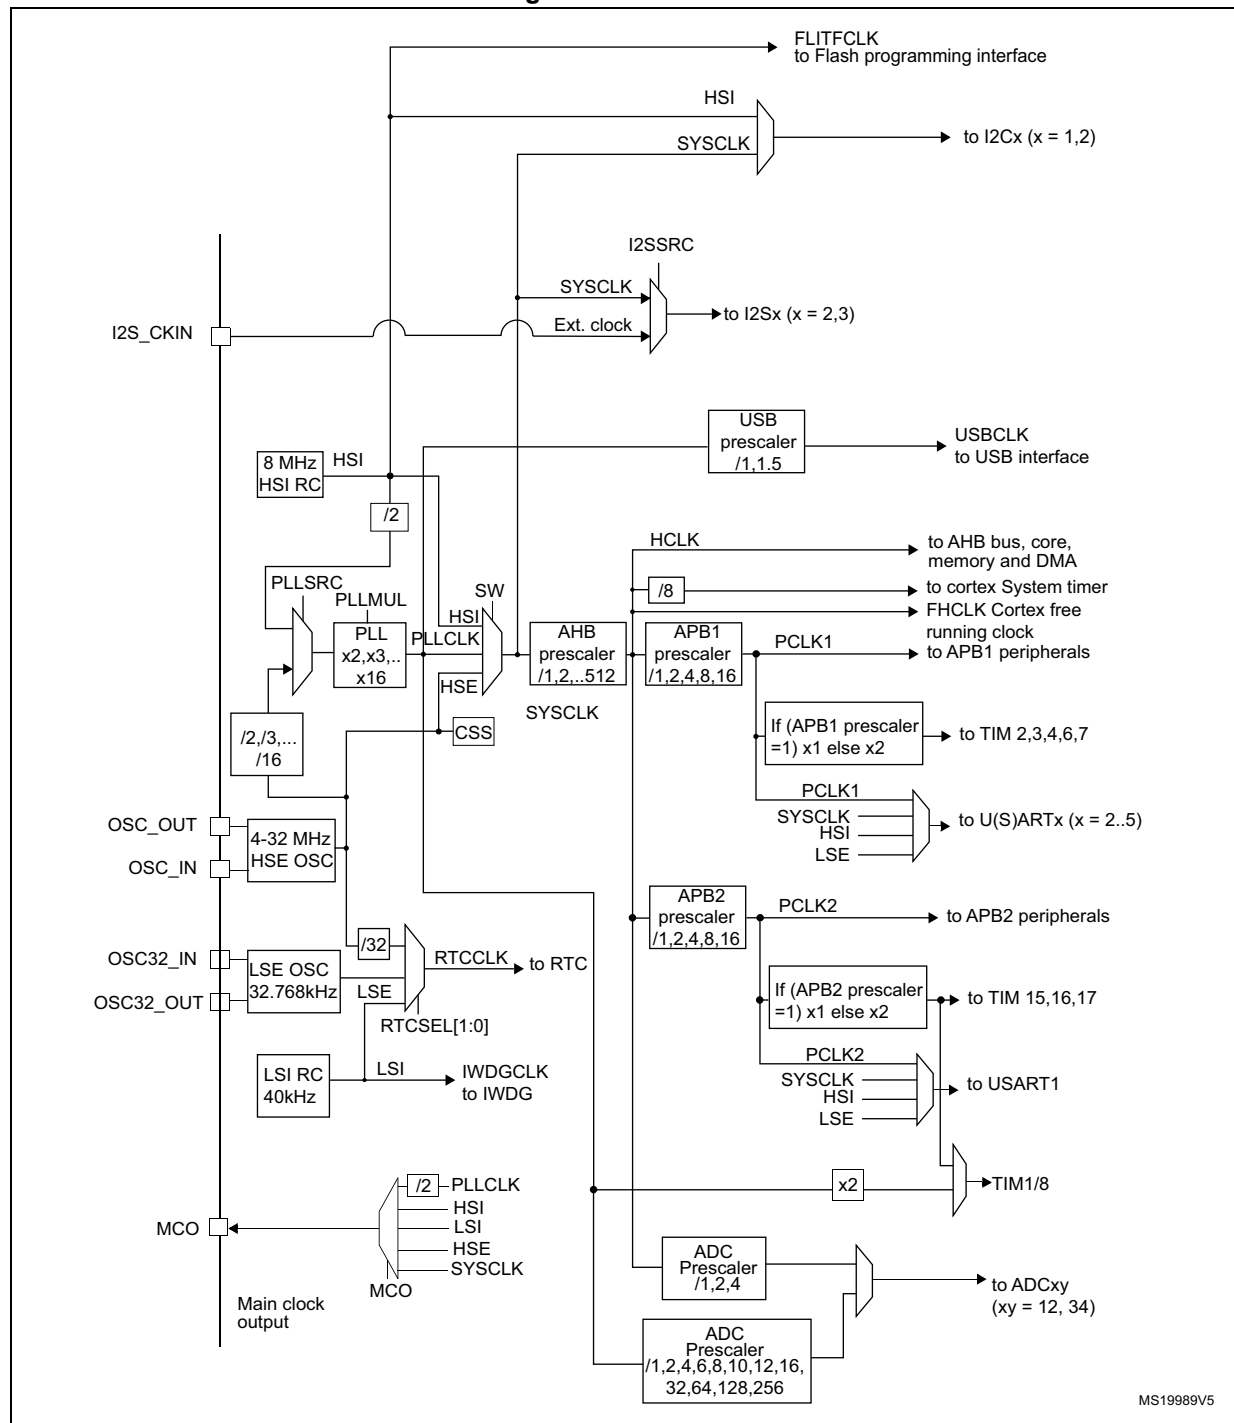 FLITFCLK
to Flash programming interface
HSI
SYSCLK
to I2Cx (x = 1,2)
I2SSRC
SYSCLK
to I2Sx (x = 2,3)
I2S_CKIN
Ext. clock
USB
prescaler
/1,1.5
USBCLK
to USB interface
8 MHz
HSI RC
HSI
/2
HCLK
to AHB bus, core,
memory and DMA
/8
to cortex System timer
FHCLK Cortex free
running clock
PLLSRC
PLLMUL
PLL
x2,x3,..
x16
SW
HSI
PLLCLK
HSE
AHB
prescaler
/1,2,..512
APB1
prescaler
/1,2,4,8,16
PCLK1
to APB1 peripherals
SYSCLK
CSS
/2,/3,...
/16
If (APB1 prescaler
=1) x1 else x2
to TIM 2,3,4,6,7
PCLK1
SYSCLK
HSI
LSE
to U(S)ARTx (x = 2..5)
OSC_OUT
OSC_IN
4-32 MHz
HSE OSC
APB2
prescaler
/1,2,4,8,16
PCLK2
to APB2 peripherals
/32
OSC32_IN
OSC32_OUT
LSE OSC
32.768kHz
LSE
RTCCLK
to RTC
RTCSEL[1:0]
If (APB2 prescaler
=1) x1 else x2
to TIM 15,16,17
LSI RC
40kHz
LSI
IWDGCLK
to IWDG
PCLK2
SYSCLK
HSI
LSE
to USART1
x2
TIM1/8
MCO
/2
PLLCLK
HSI
LSI
HSE
SYSCLK
MCO
Main clock
output
ADC
Prescaler
/1,2,4
to ADCxy
(xy = 12, 34)
ADC
Prescaler
/1,2,4,6,8,10,12,16,
32,64,128,256
MS19989V5